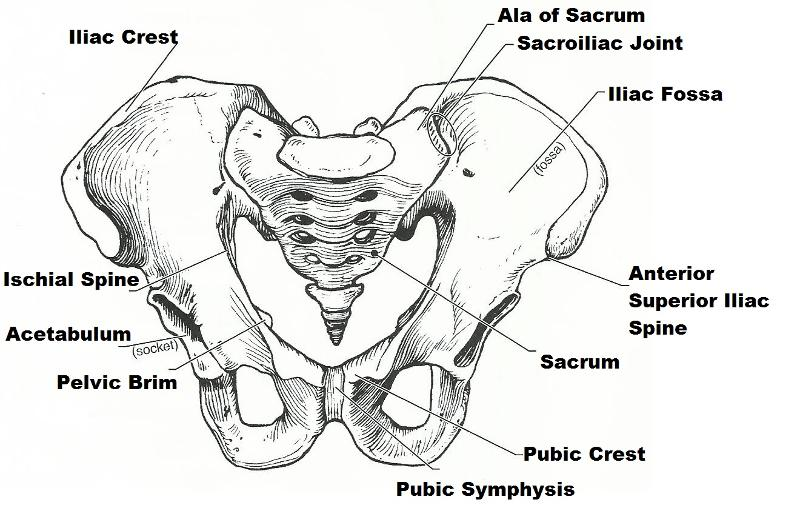 Ala of Sacrum
Iliac Crest
Sacroiliac Joint
Iliac Fossa
(fossa)
Ischial Spine
Anterior
Superior Iliac
Spine
Acetabulum
(socket)
Sacrum
Pelvic Brim
Pubic Crest
Pubic Symphysis